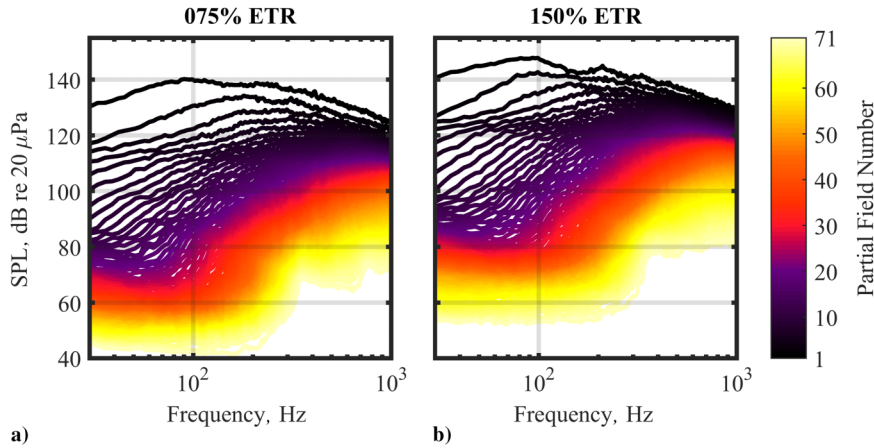 075% ETR
150% ETR
SPL, dB re 20 μPa
140
120
100
80
60
40
10²
10³
Frequency, Hz
a)
10²
10³
Frequency, Hz
b)
71
60
50
40
30
20
10
1
Partial Field Number